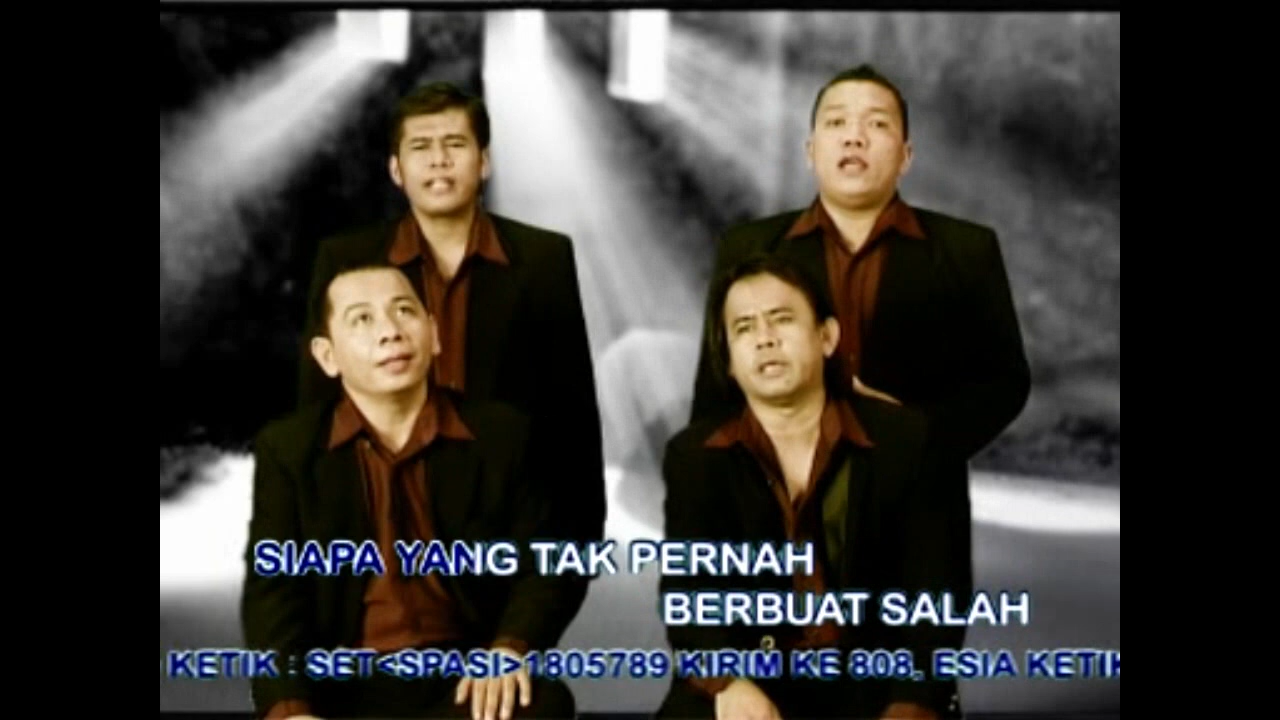 SIAPA YANG TAK PERNAH
BERBUAT SALAH
KETIK : SET<SPASI>1805789 KIRIM KE 808, ESIA KETIK